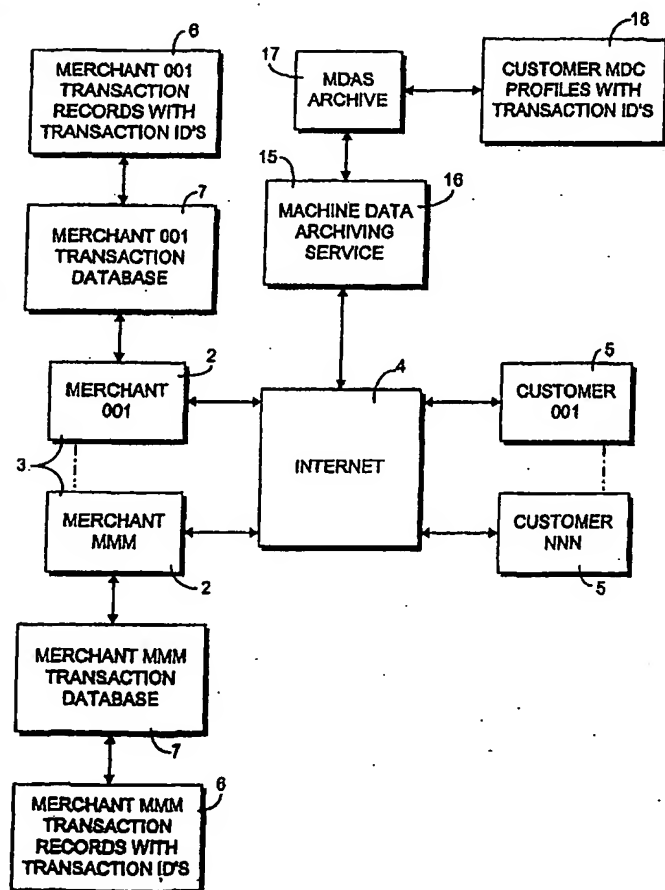 6
MERCHANT 001
TRANSACTION
RECORDS WITH
TRANSACTION ID'S
17
MDAS
ARCHIVE
18
CUSTOMER MDC
PROFILES WITH
TRANSACTION ID'S
7
MERCHANT 001
TRANSACTION
DATABASE
15
16
MACHINE DATA
ARCHIVING
SERVICE
2
MERCHANT
001
4
INTERNET
5
CUSTOMER
001
3
MERCHANT
MMM
2
CUSTOMER
NNN
5
MERCHANT MMM
TRANSACTION
DATABASE
7
6
MERCHANT MMM
TRANSACTION
RECORDS WITH
TRANSACTION ID'S